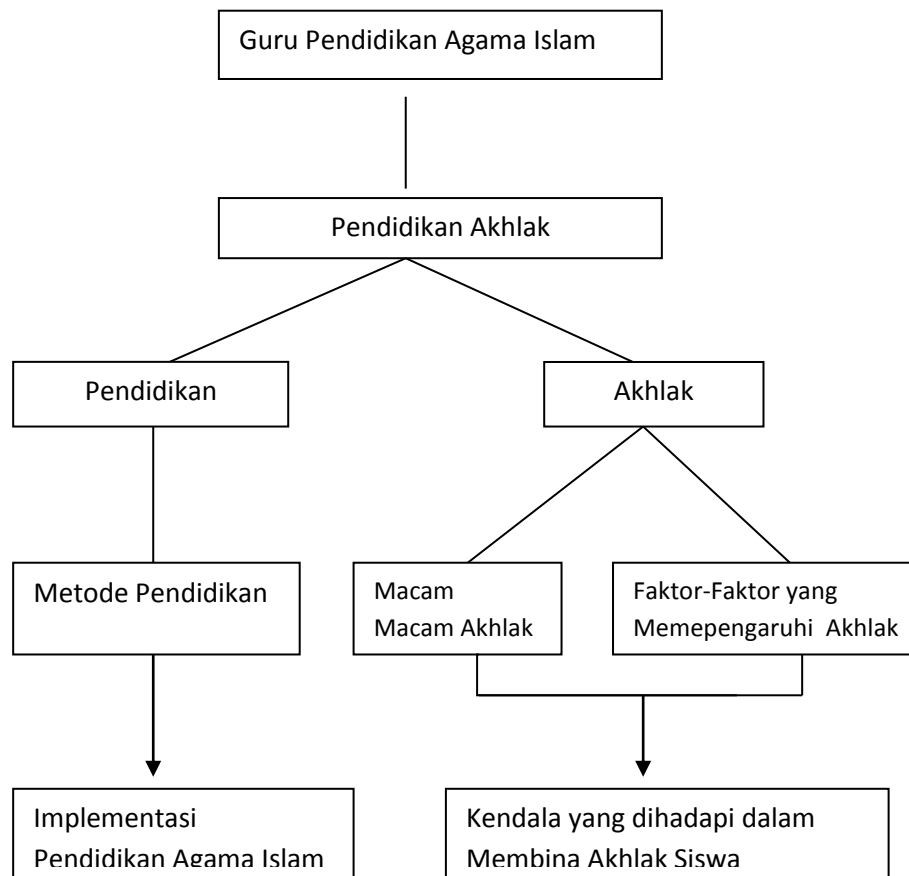 Guru Pendidikan Agama Islam
Pendidikan Akhlak
Pendidikan
Akhlak
Metode Pendidikan
Macam
Macam Akhlak
Faktor-Faktor yang
Memepengaruhi Akhlak
Implementasi
Pendidikan Agama Islam
Kendala yang dihadapi dalam
Membina Akhlak Siswa